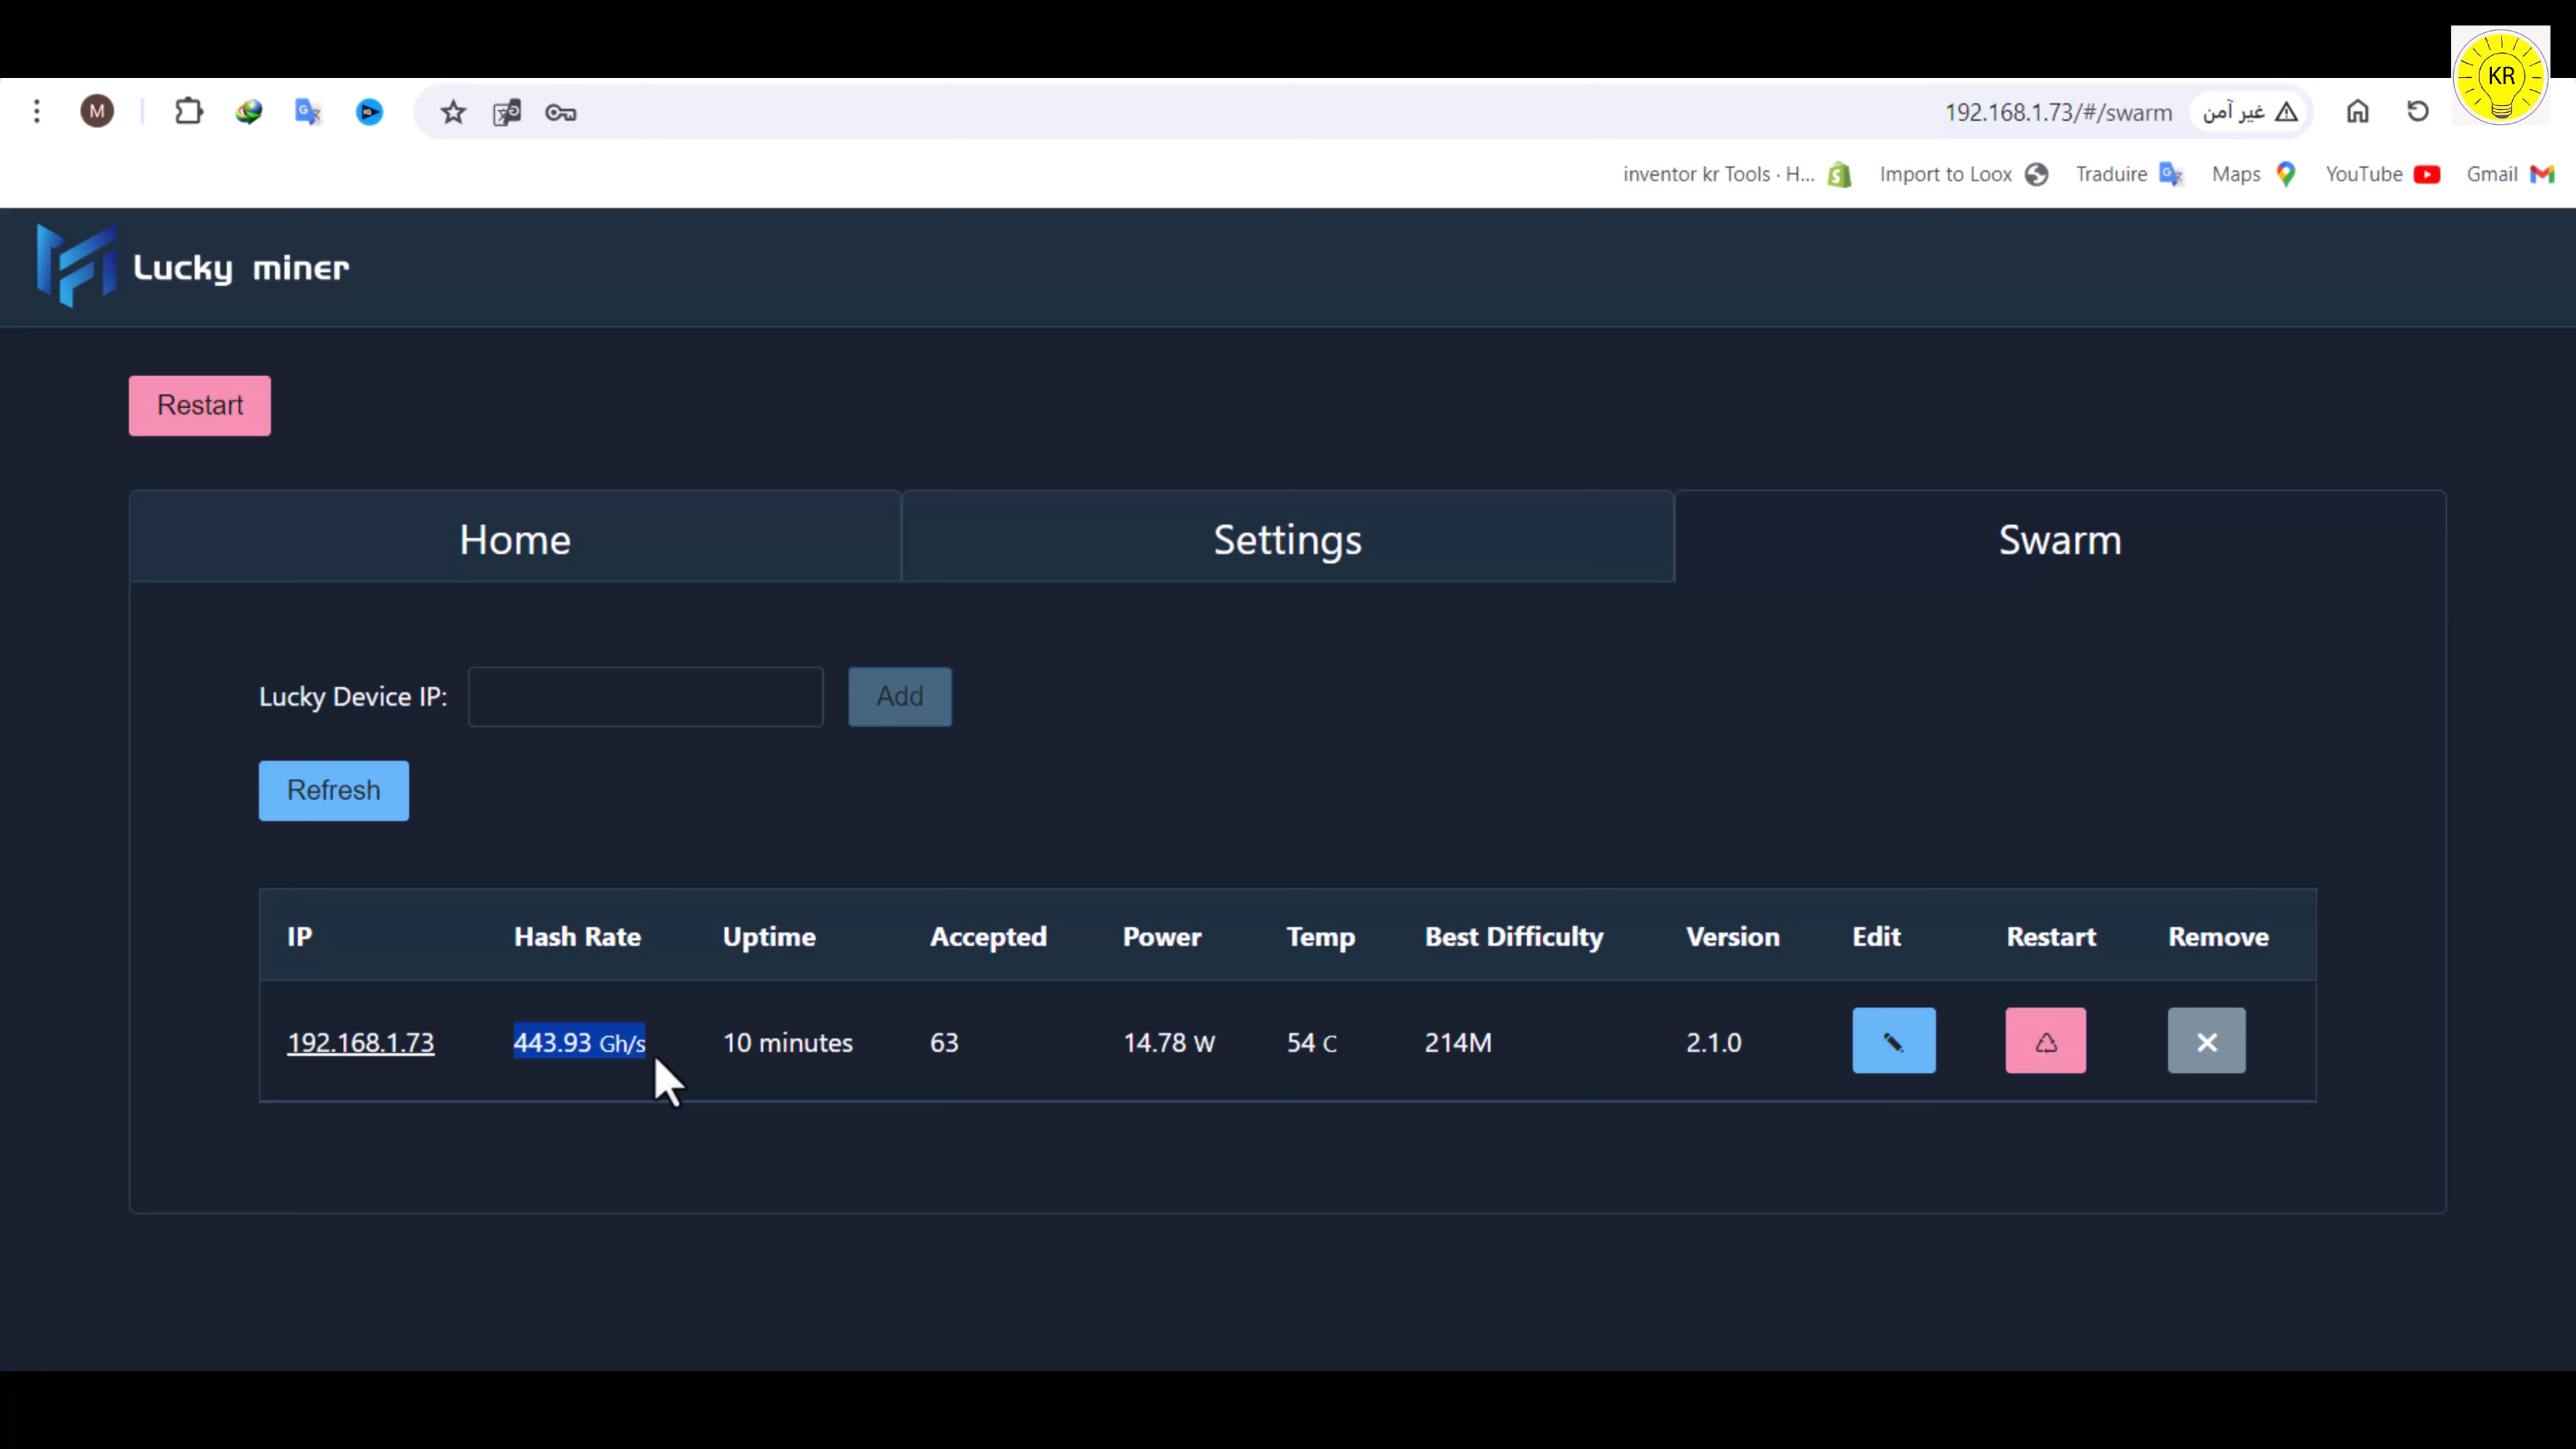 KR
M
192.168.1.73/#/swarm
غير آمن
inventor kr Tools · H...
Import to Loox
Traduire
Maps
YouTube
Gmail
Lucky miner
Restart
Home
Settings
Swarm
Lucky Device IP:
Add
Refresh
IP Hash Rate Uptime Accepted Power Temp Best Difficulty Version Edit Restart Remove
192.168.1.73 443.93 Gh/s 10 minutes 63 14.78 W 54 C 214M 2.1.0